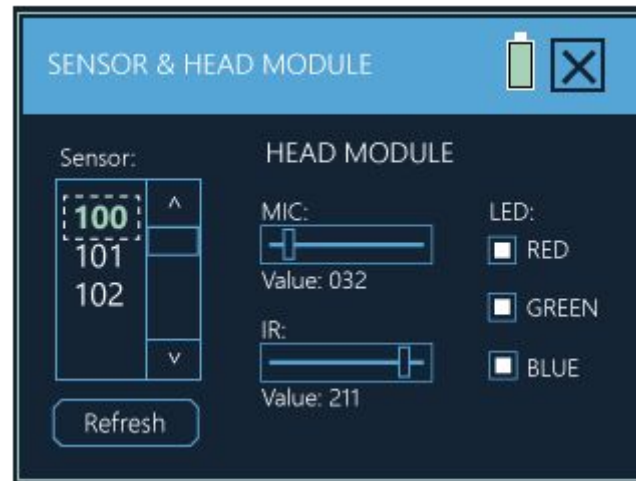 SENSOR & HEAD MODULE
Sensor:
100
101
102
Refresh
HEAD MODULE
MIC:
Value: 032
IR:
Value: 211
LED:
RED
GREEN
BLUE